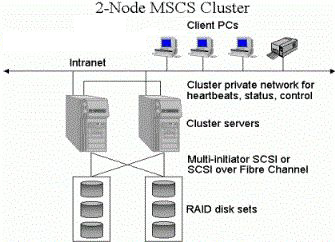 2-Node MSCS Cluster
Client PCs
Intranet
Cluster private network for
heartbeats, status, control
Cluster servers
Multi-initiator SCSI or
SCSI over Fibre Channel
RAID disk sets